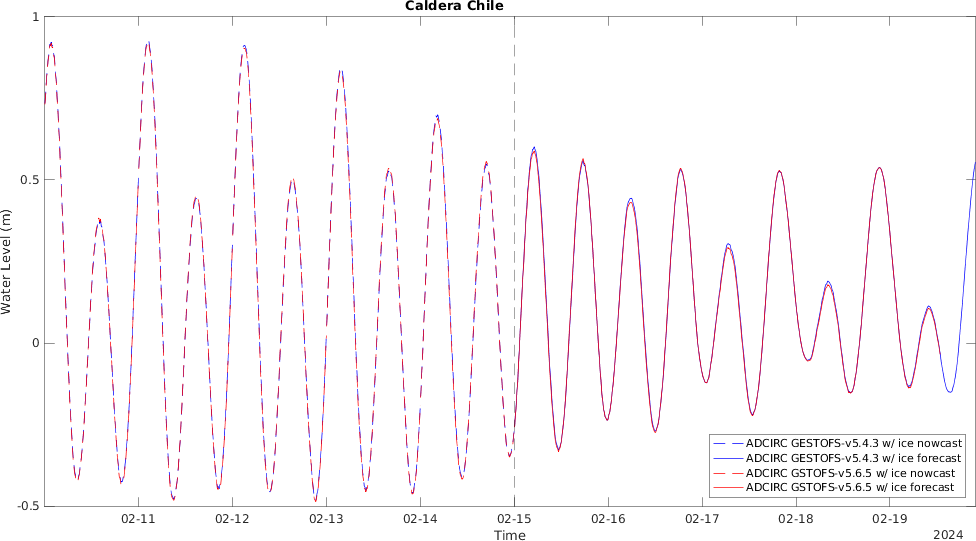 Caldera Chile
1
0.5
0
-0.5
Water Level (m)
ADCIRC GESTOFS-v5.4.3 w/ ice nowcast
ADCIRC GESTOFS-v5.4.3 w/ ice forecast
ADCIRC GSTOFS-v5.6.5 w/ ice nowcast
ADCIRC GSTOFS-v5.6.5 w/ ice forecast
02-11 02-12 02-13 02-14 02-15 02-16 02-17 02-18 02-19
Time
2024